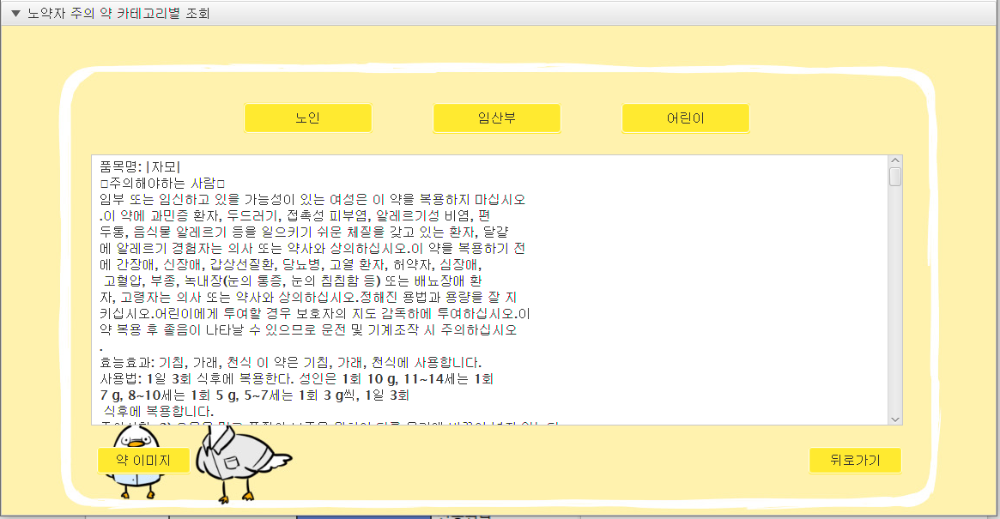 ▼ 노약자 주의 약 카테고리별 조회
노인
임산부
어린이
품목명: |자모|
□주의해야하는 사람□
임부 또는 임신하고 있을 가능성이 있는 여성은 이 약을 복용하지 마십시오
.이 약에 과민증 환자, 두드러기, 접촉성 피부염, 알레르기성 비염, 편
두통, 음식물 알레르기 등을 일으키기 쉬운 체질을 갖고 있는 환자, 달걀
에 알레르기 경험자는 의사 또는 약사와 상의하십시오.이 약을 복용하기 전
에 간장애, 신장애, 갑상선질환, 당뇨병, 고열 환자, 허약자, 심장애,
고혈압, 부종, 녹내장(눈의 통증, 눈의 침침함 등) 또는 배뇨장애 환
자, 고령자는 의사 또는 약사와 상의하십시오.정해진 용법과 용량을 잘 지
키십시오.어린이에게 투여할 경우 보호자의 지도 감독하에 투여하십시오.이
약 복용 후 졸음이 나타날 수 있으므로 운전 및 기계조작 시 주의하십시오
.
효능효과: 기침, 가래, 천식 이 약은 기침, 가래, 천식에 사용합니다.
사용법: 1일 3회 식후에 복용한다. 성인은 1회 10 g, 11~14세는 1회
7 g, 8~10세는 1회 5 g, 5~7세는 1회 3 g씩, 1일 3회
식후에 복용합니다.
약 이미지
뒤로가기